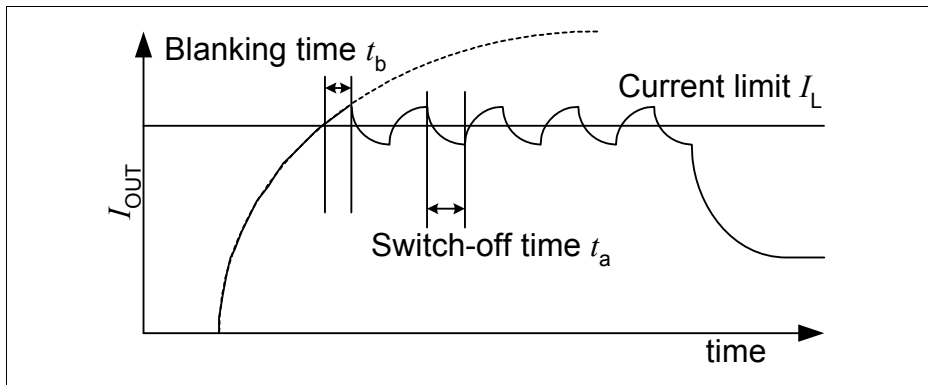 Blanking time t_b
Current limit I_L
I_OUT
Switch-off time t_a
time